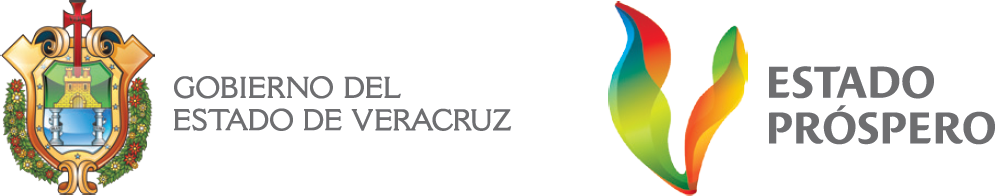 GOBIERNO DEL
ESTADO DE VERACRUZ
ESTADO
PRÓSPERO